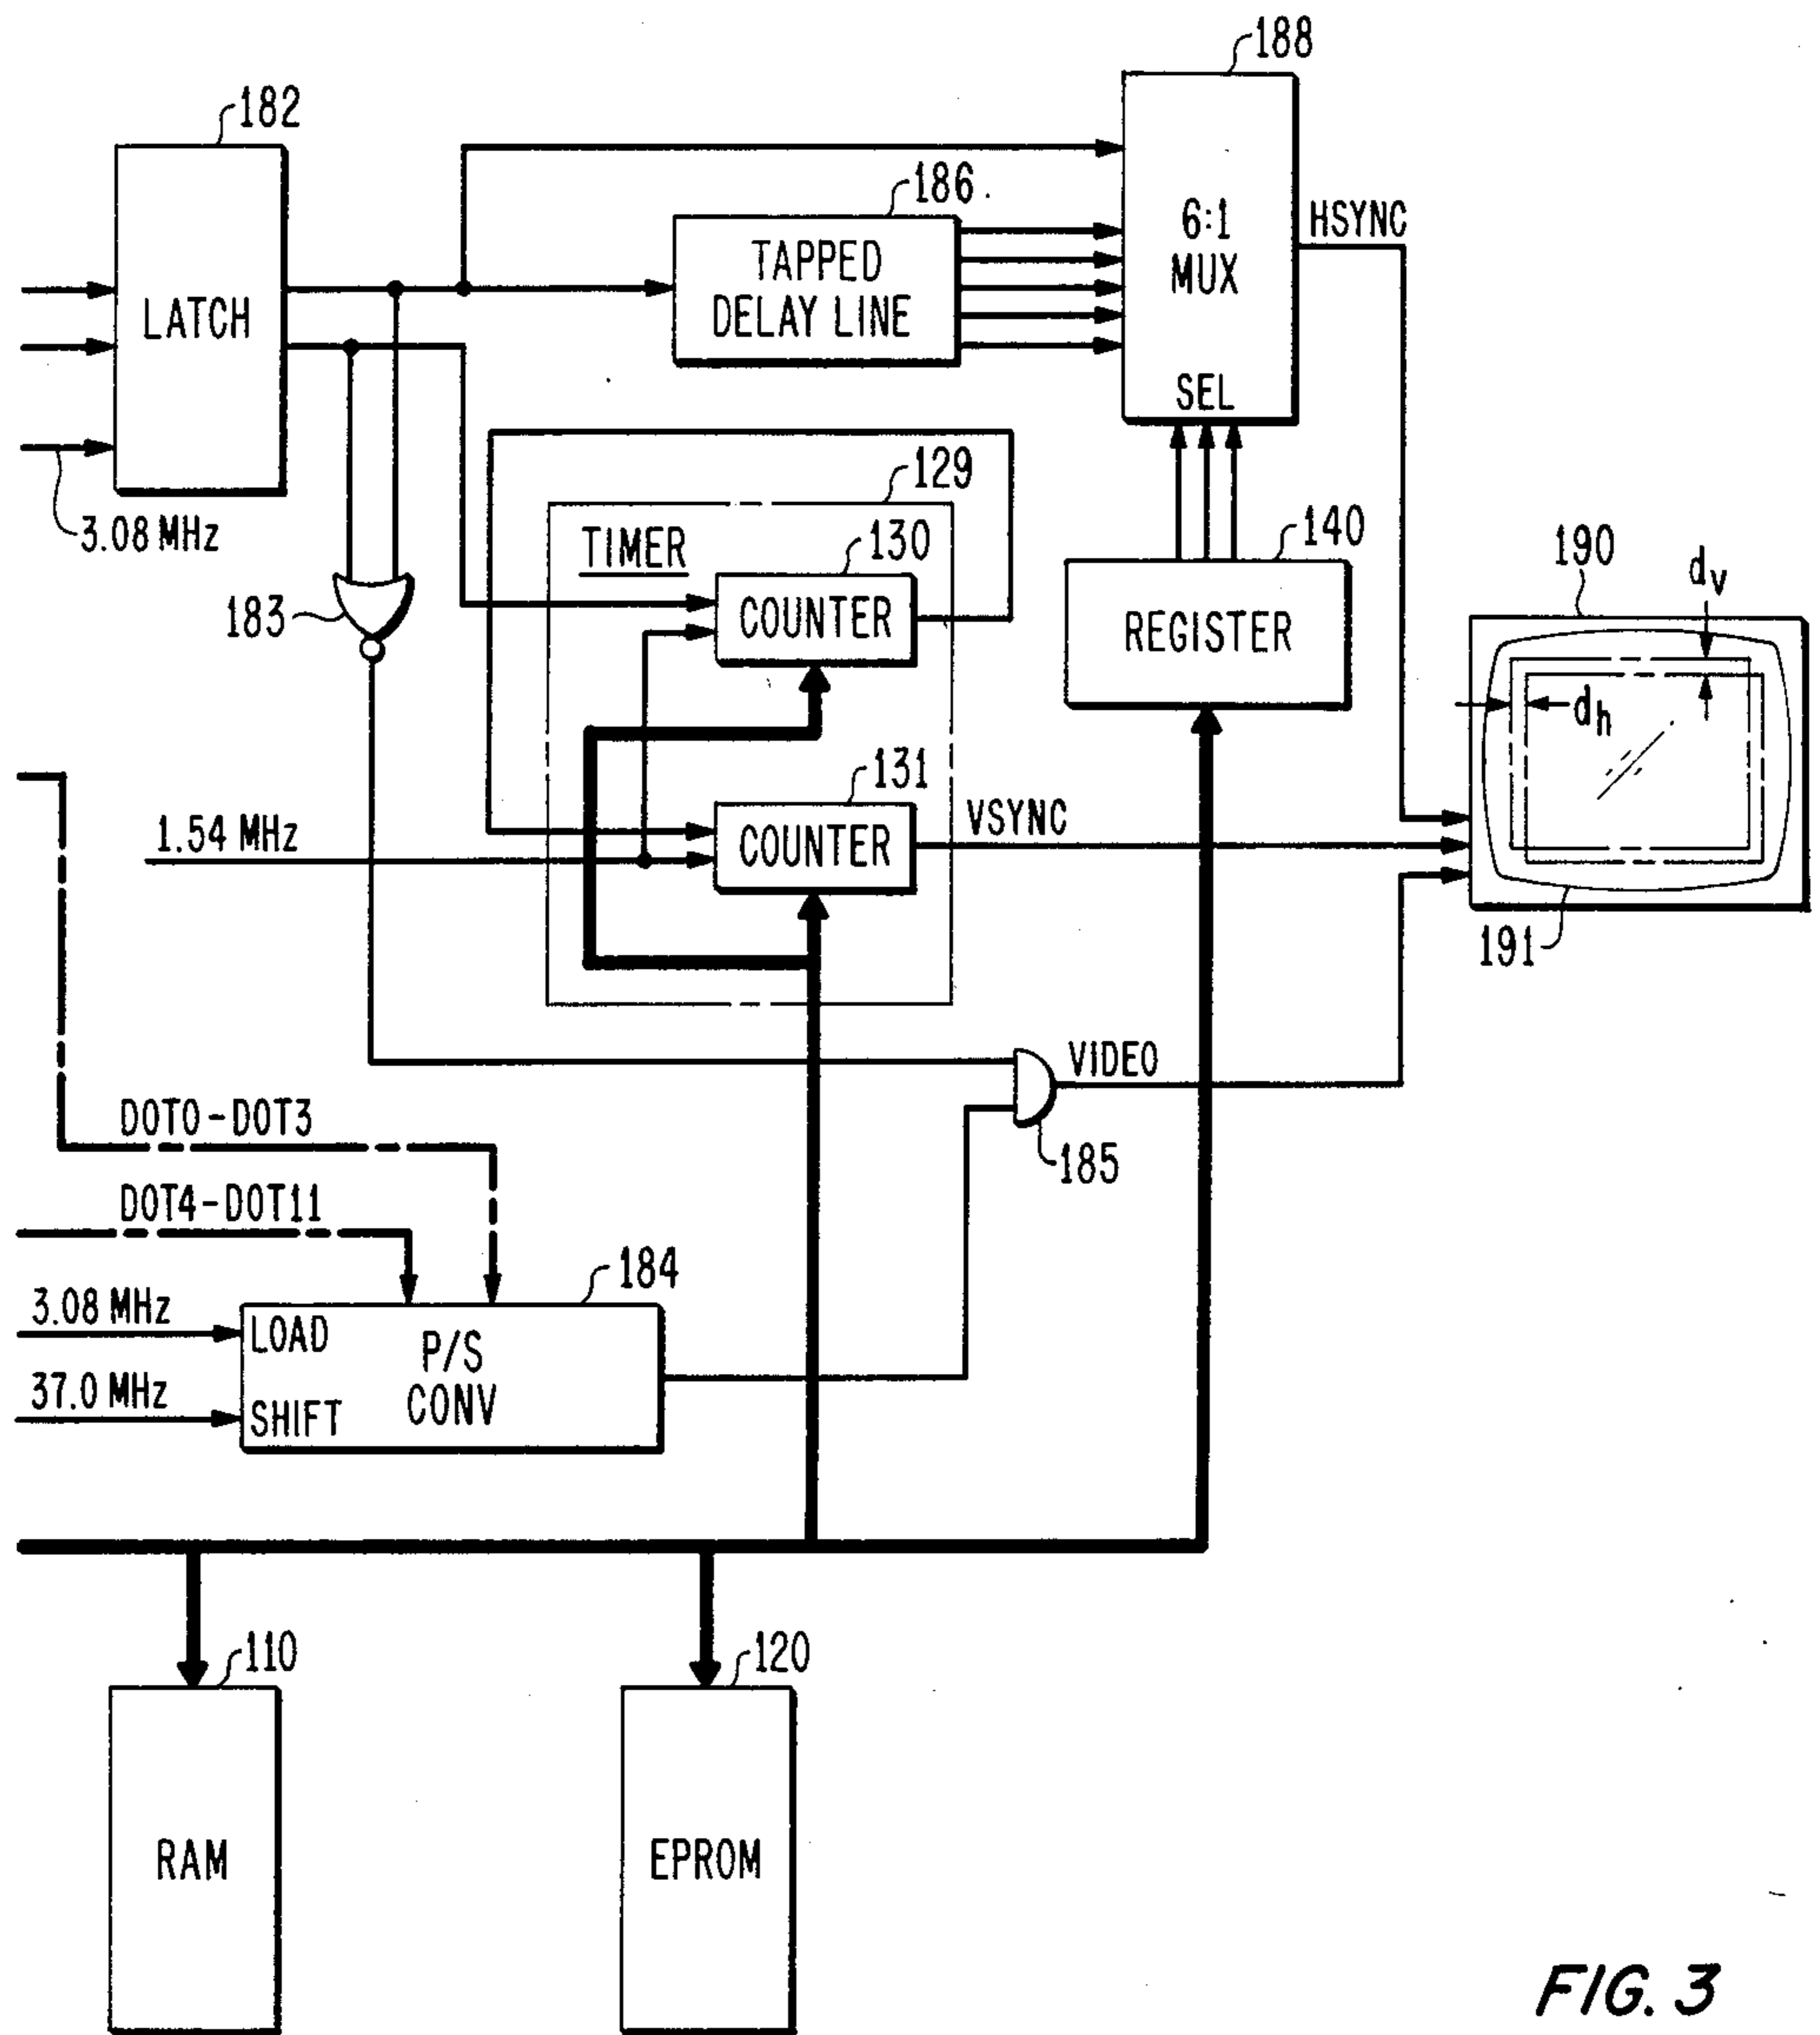 188
182
186
6:1
MUX
HSYNC
TAPPED
DELAY LINE
LATCH
SEL
129
3.08 MHz
TIMER
130
140
190
dv
183
COUNTER
REGISTER
dh
131
1.54 MHz
COUNTER
VSYNC
191
VIDEO
DOT0-DOT3
185
DOT4-DOT11
184
3.08 MHz
LOAD
P/S
CONV
37.0 MHz
SHIFT
110
120
RAM
EPROM
FIG. 3